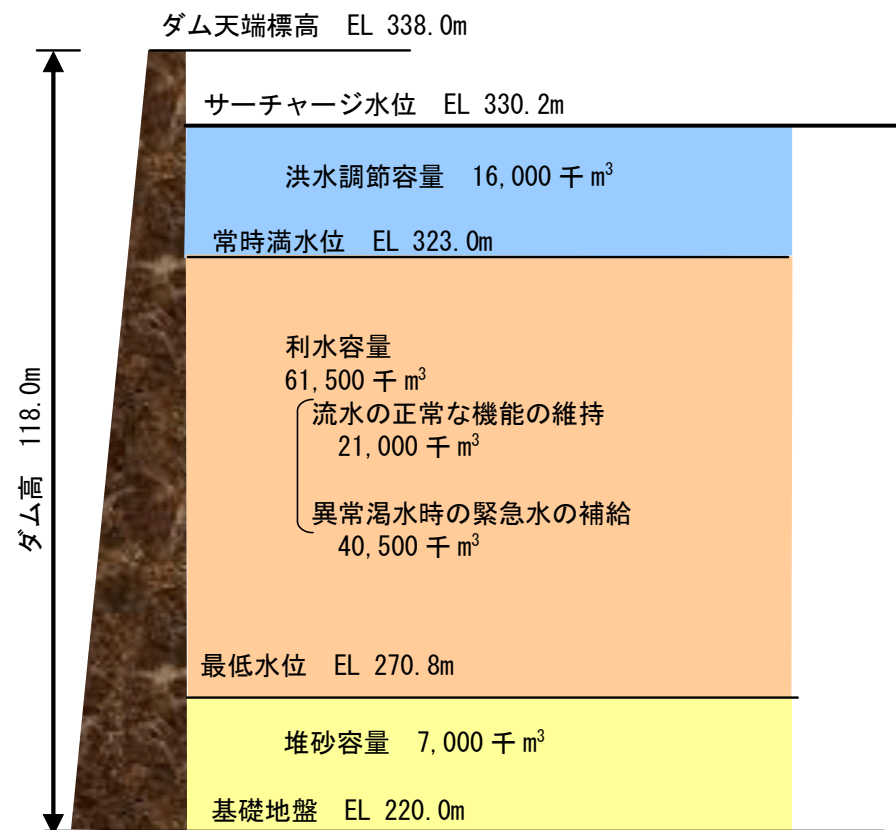 ダム天端標高　EL 338.0m
サーチャージ水位　EL 330.2m
洪水調節容量　16,000 千 m³
常時満水位　EL 323.0m
利水容量
61,500 千 m³
流水の正常な機能の維持
21,000 千 m³
異常渇水時の緊急水の補給
40,500 千 m³
ダム高　118.0m
最低水位　EL 270.8m
堆砂容量　7,000 千 m³
基礎地盤　EL 220.0m